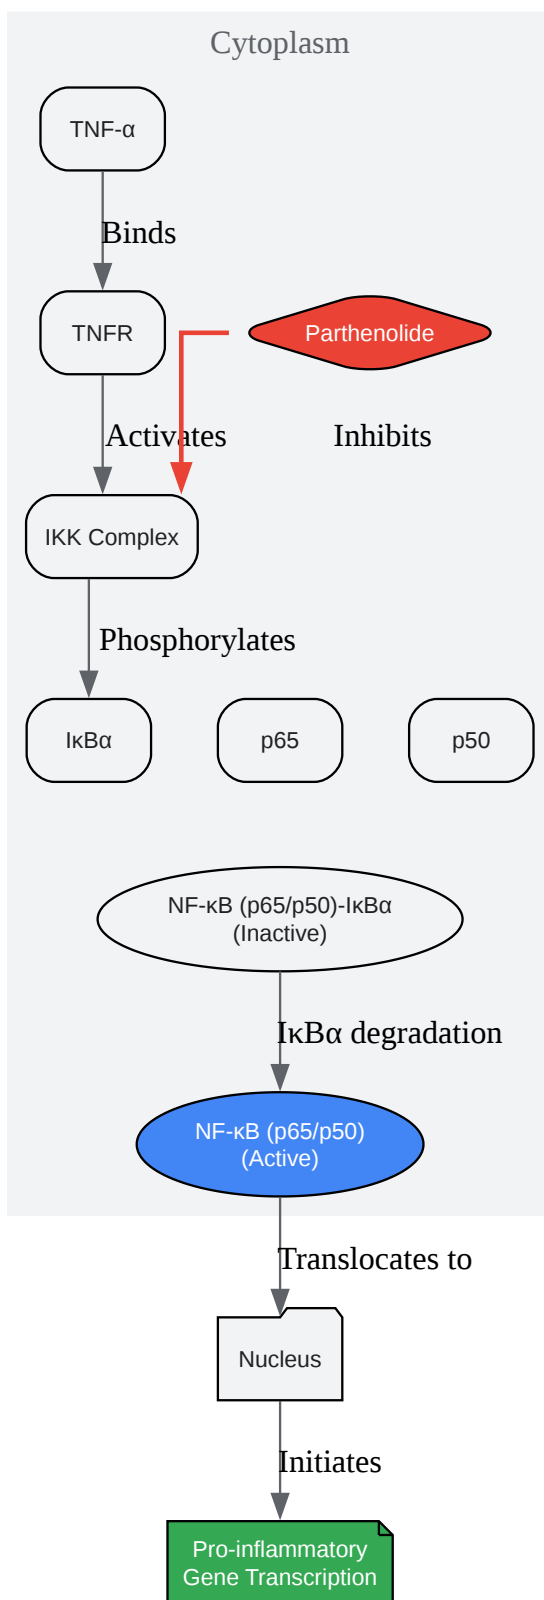 Cytoplasm
TNF-α
Binds
TNFR
Parthenolide
Activates
Inhibits
IKK Complex
Phosphorylates
IκBα
p65
p50
NF-κB (p65/p50)-IκBα
(Inactive)
IκBα degradation
NF-κB (p65/p50)
(Active)
Translocates to
Nucleus
Initiates
Pro-inflammatory
Gene Transcription